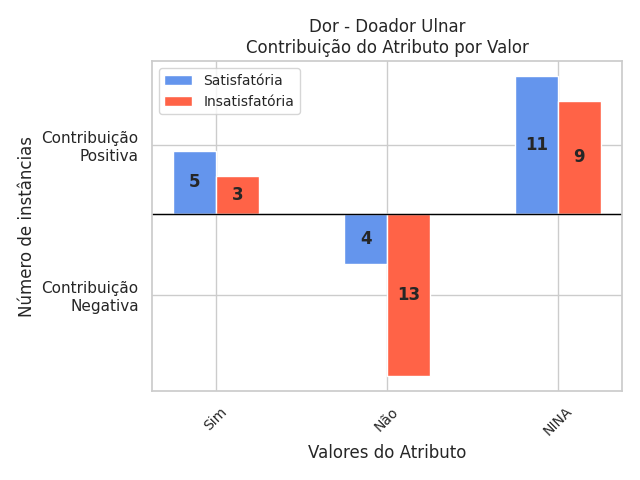 Dor - Doador Ulnar
Contribuição do Atributo por Valor
Satisfatória
Insatisfatória
Contribuição
Positiva
Contribuição
Negativa
Número de instâncias
5
3
4
13
11
9
Sim
Não
NINA
Valores do Atributo